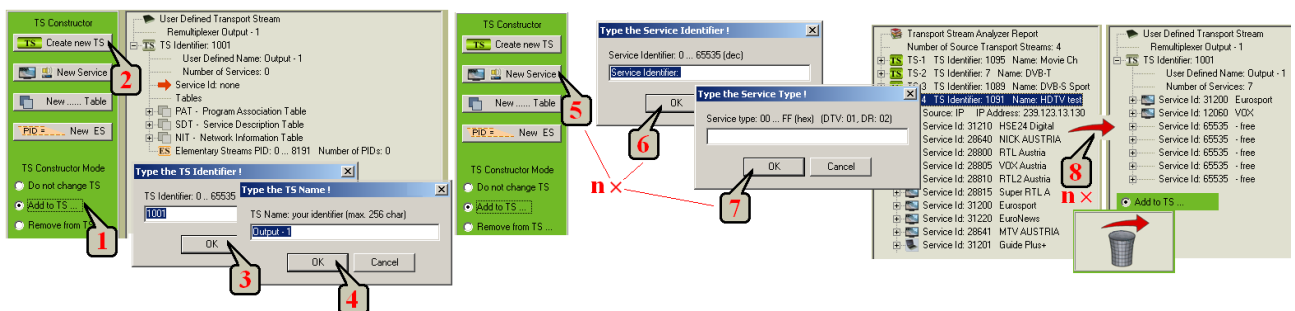 TS Constructor
TS Create new TS
New Service
New ...... Table
PID = New ES
TS Constructor Mode
Do not change TS
Add to TS ...
Remove from TS
1
2
User Defined Transport Stream
Remultiplexer Output - 1
TS TS Identifier: 1001
User Defined Name: Output - 1
Number of Services: 0
Service Id: none
Tables
PAT - Program Association Table
SDT - Service Description Table
NIT - Network Information Table
ES Elementary Streams PID: 0 ... 8191 Number of PIDs: 0
Type the TS Identifier !
TS Identifier: 0 .. 65535
1001
OK
3
Type the TS Name !
TS Name: your identifier (max. 256 char)
Output - 1
OK
Cancel
4
TS Constructor
TS Create new TS
New Service
New ...... Table
PID = New ES
TS Constructor Mode
Do not change TS
Add to TS ...
Remove from TS ...
5
n ×
Type the Service Identifier !
Service Identifier: 0 ... 65535 (dec)
Service Identifier:
OK
6
Type the Service Type !
Service type: 00 ... FF (hex) (DTV: 01, DR: 02)
OK
Cancel
7
Transport Stream Analyzer Report
Number of Source Transport Streams: 4
TS TS-1 TS Identifier: 1095 Name: Movie Ch
TS TS-2 TS Identifier: 7 Name: DVB-T
TS-3 TS Identifier: 1089 Name: DVB-S Sport
4 TS Identifier: 1091 Name: HDTV test
Source: IP IP Address: 239.123.13.130
Service Id: 31210 HSE24 Digital
Service Id: 28640 NICK AUSTRIA
Service Id: 28800 RTL Austria
Service Id: 28805 VOX Austria
Service Id: 28810 RTL2 Austria
Service Id: 28815 Super RTL A
Service Id: 31200 Eurosport
Service Id: 31220 EuroNews
Service Id: 28641 MTV AUSTRIA
Service Id: 31201 Guide Plus+
8
n ×
User Defined Transport Stream
Remultiplexer Output - 1
TS TS Identifier: 1001
User Defined Name: Output - 1
Number of Services: 7
Service Id: 31200 Eurosport
Service Id: 12060 VOX
Service Id: 65535 - free
Service Id: 65535 - free
Service Id: 65535 - free
Service Id: 65535 - free
Service Id: 65535 - free
Add to TS ...